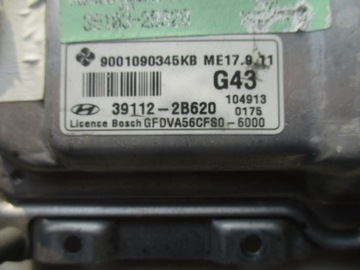 9001090345KB ME17.9.11
G43
104913
39112-2B620 0175
Licence Bosch GFDVA56CFS0-6000